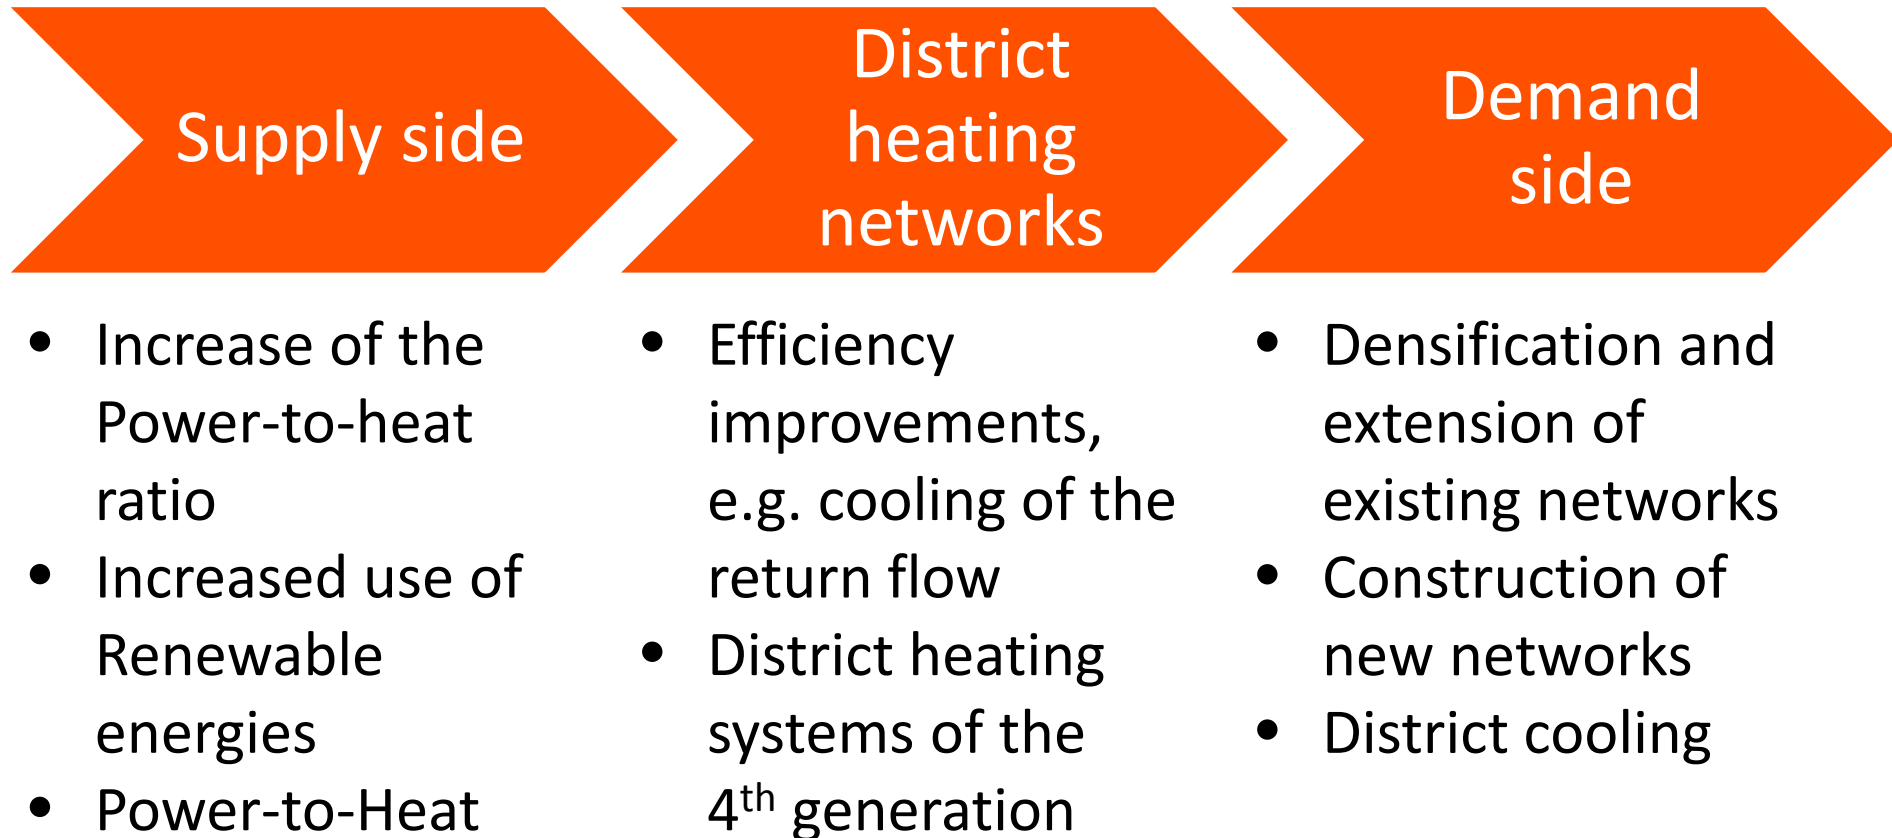 Supply side
District
heating
networks
Demand
side
• Increase of the
Power-to-heat
ratio
• Increased use of
Renewable
energies
• Power-to-Heat
• Efficiency
improvements,
e.g. cooling of the
return flow
• District heating
systems of the
4th generation
• Densification and
extension of
existing networks
• Construction of
new networks
• District cooling